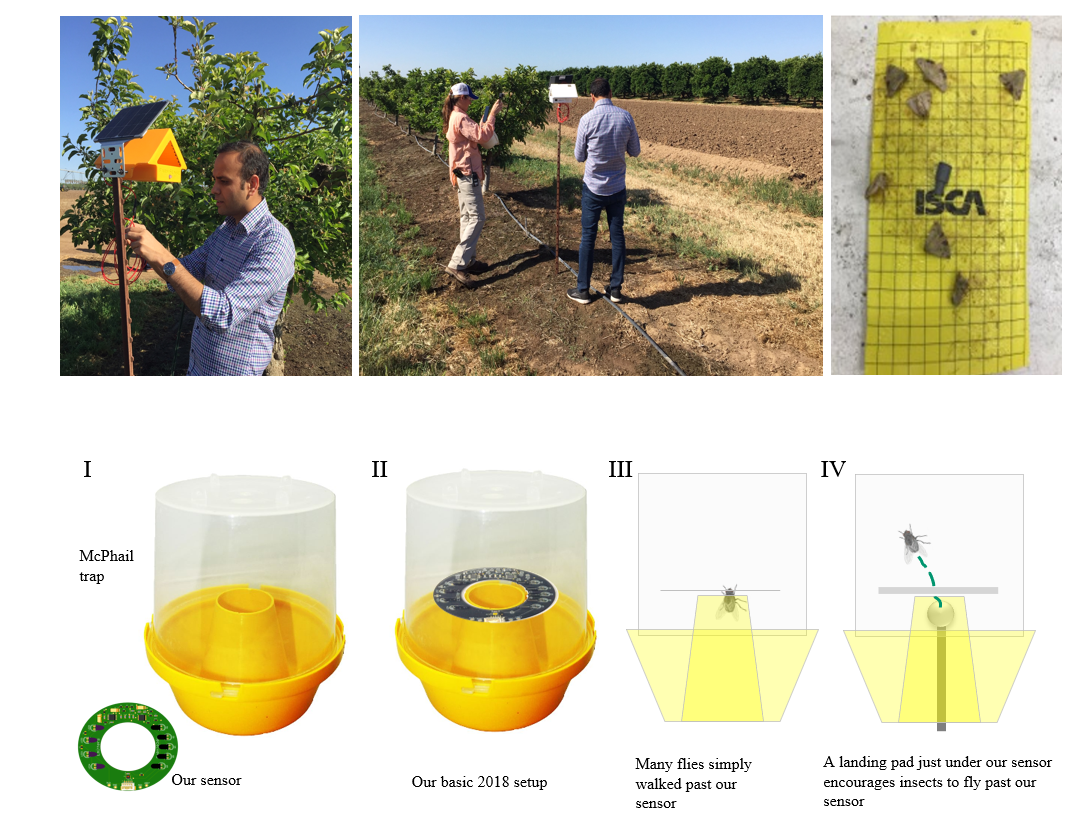 ISCA
I
II
III
IV
McPhail
trap
Our sensor
Our basic 2018 setup
Many flies simply
walked past our
sensor
A landing pad just under our sensor
encourages insects to fly past our
sensor